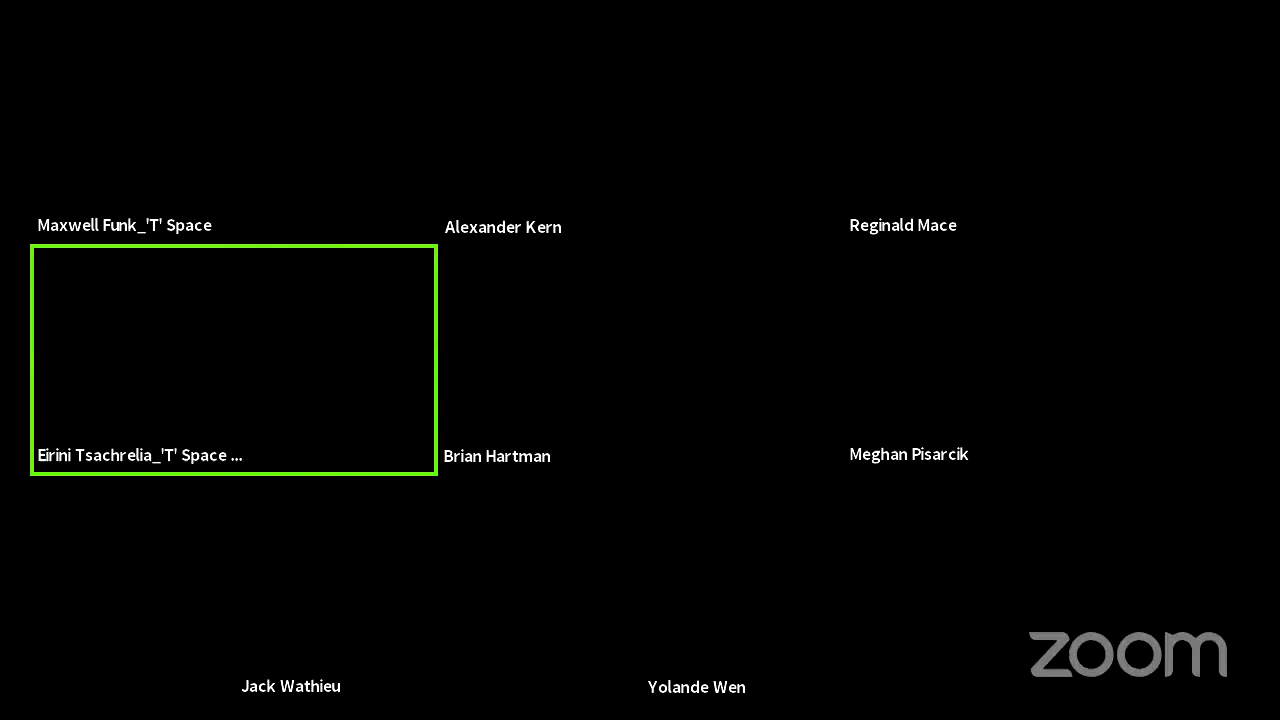 Maxwell Funk_'T' Space
Alexander Kern
Reginald Mace
Eirini Tsachrelia_'T' Space ...
Brian Hartman
Meghan Pisarcik
Jack Wathieu
Yolande Wen
zoom